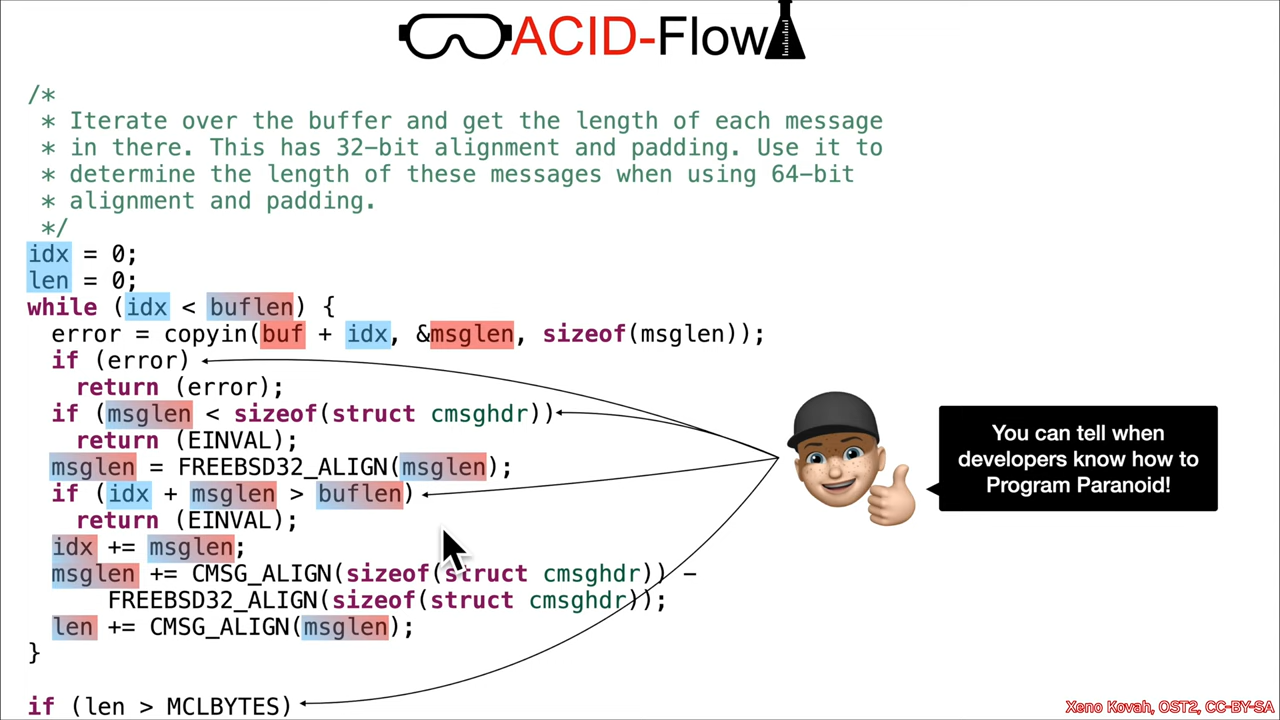 ACID-Flow
/*
 * Iterate over the buffer and get the length of each message
 * in there. This has 32-bit alignment and padding. Use it to
 * determine the length of these messages when using 64-bit
 * alignment and padding.
 */
idx = 0;
len = 0;
while (idx < buflen) {
error = copyin(buf + idx, &msglen, sizeof(msglen));
if (error)
return (error);
if (msglen < sizeof(struct cmsghdr))
return (EINVAL);
msglen = FREEBSD32_ALIGN(msglen);
if (idx + msglen > buflen)
return (EINVAL);
idx += msglen;
msglen += CMSG_ALIGN(sizeof(struct cmsghdr)) -
FREEBSD32_ALIGN(sizeof(struct cmsghdr));
len += CMSG_ALIGN(msglen);
}
if (len > MCLBYTES)
You can tell when
developers know how to
Program Paranoid!
Xeno Kovah, OST2, CC-BY-SA